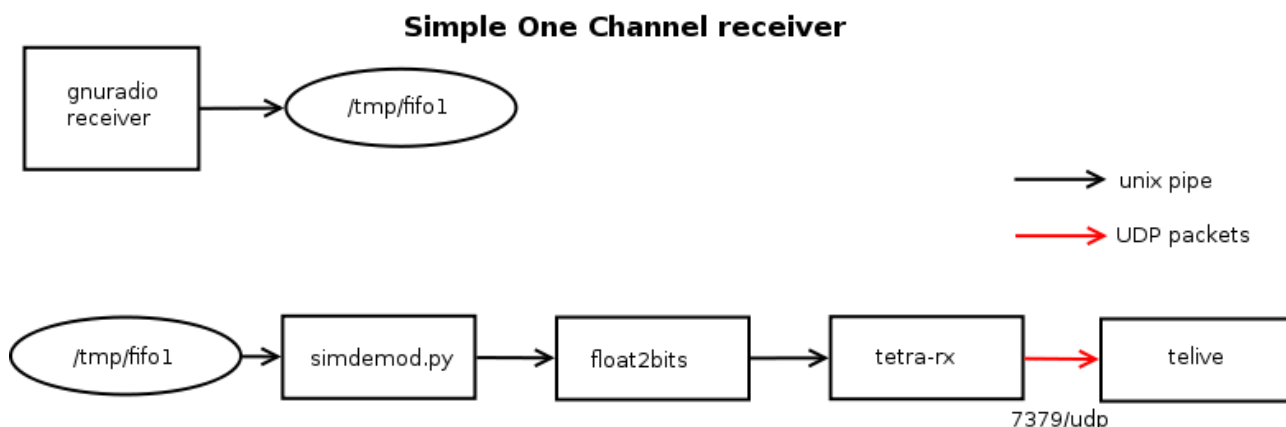 Simple One Channel receiver
gnuradio
receiver
/tmp/fifo1
unix pipe
UDP packets
/tmp/fifo1
simdemod.py
float2bits
tetra-rx
telive
7379/udp